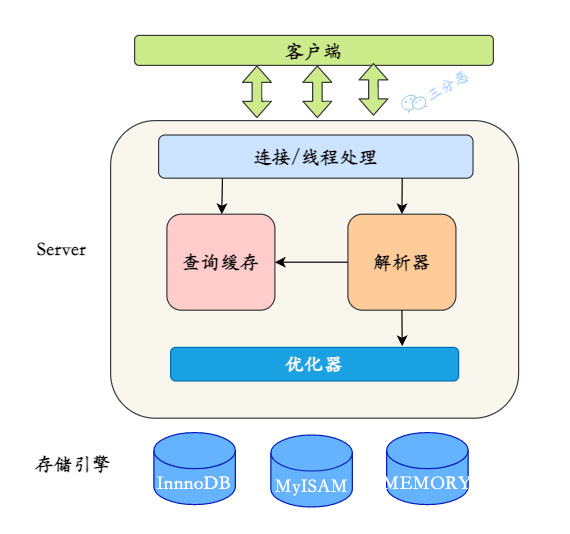 客户端
三分恶
连接/线程处理
Server
查询缓存
解析器
优化器
存储引擎
InnnoDB
MyISAM
MEMORY